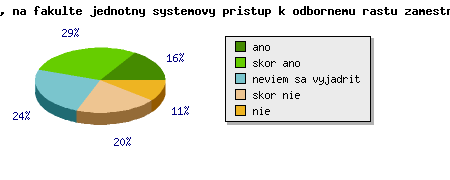 , na fakulte jednotny systemovy pristup k odbornemu rastu
29%
16%
24%
11%
20%
ano
skor ano
neviem sa vyjadrit
skor nie
nie